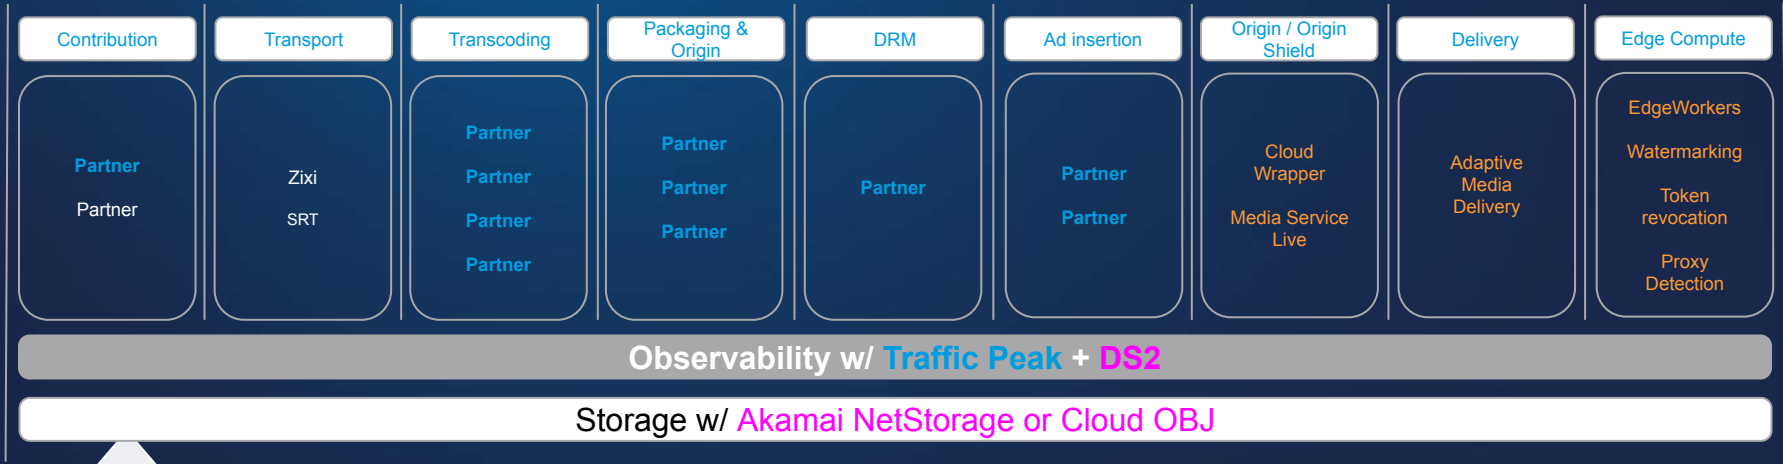 Contribution
Transport
Transcoding
Packaging &
Origin
DRM
Ad insertion
Origin / Origin
Shield
Delivery
Edge Compute
Partner
Partner
Zixi
SRT
Partner
Partner
Partner
Partner
Partner
Partner
Partner
Partner
Partner
Partner
Cloud
Wrapper
Media Service
Live
Adaptive
Media
Delivery
EdgeWorkers
Watermarking
Token
revocation
Proxy
Detection
Observability w/ Traffic Peak + DS2
Storage w/ Akamai NetStorage or Cloud OBJ